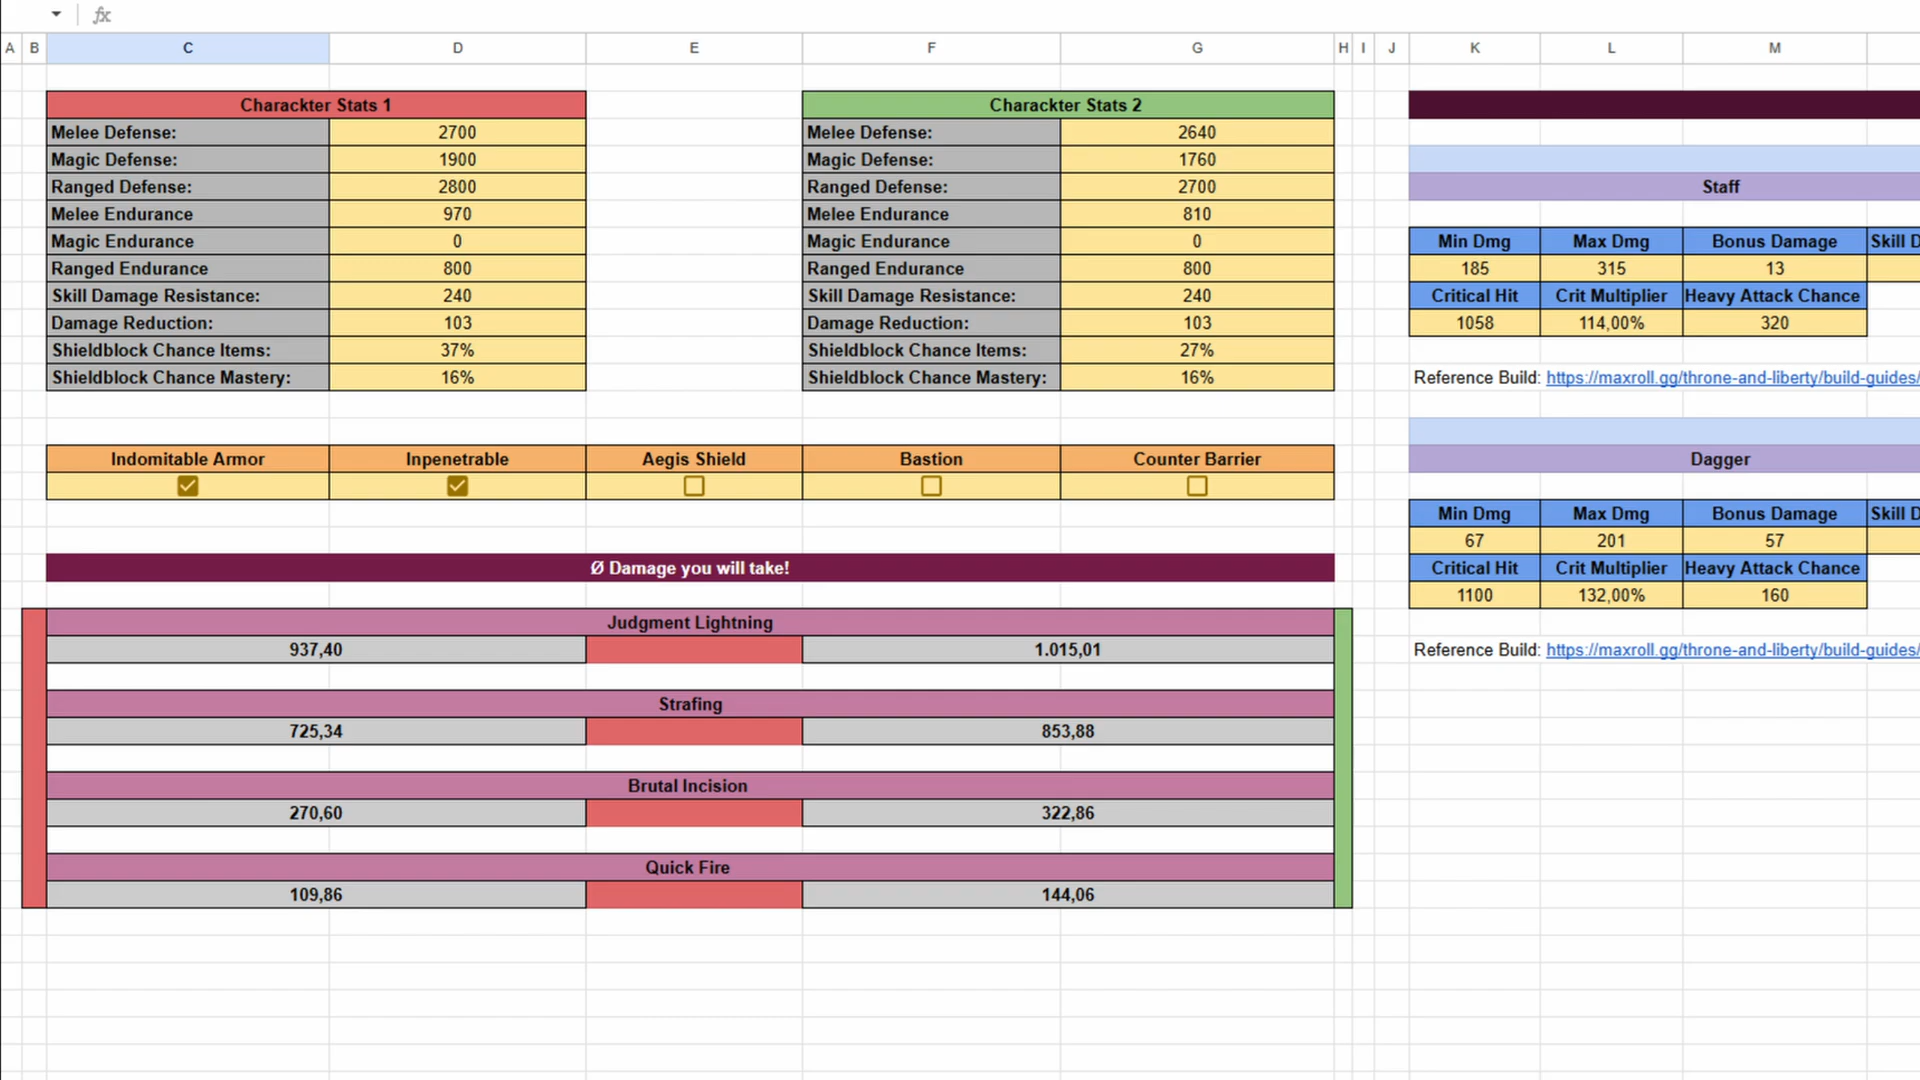 fx
A B C D E F G H I J K L M
Charackter Stats 1
Melee Defense: 2700
Magic Defense: 1900
Ranged Defense: 2800
Melee Endurance 970
Magic Endurance 0
Ranged Endurance 800
Skill Damage Resistance: 240
Damage Reduction: 103
Shieldblock Chance Items: 37%
Shieldblock Chance Mastery: 16%
Charackter Stats 2
Melee Defense: 2640
Magic Defense: 1760
Ranged Defense: 2700
Melee Endurance 810
Magic Endurance 0
Ranged Endurance 800
Skill Damage Resistance: 240
Damage Reduction: 103
Shieldblock Chance Items: 27%
Shieldblock Chance Mastery: 16%
Indomitable Armor Inpenetrable Aegis Shield Bastion Counter Barrier
Ø Damage you will take!
Judgment Lightning
937,40 1.015,01
Strafing
725,34 853,88
Brutal Incision
270,60 322,86
Quick Fire
109,86 144,06
Staff
Min Dmg Max Dmg Bonus Damage Skill D
185 315 13
Critical Hit Crit Multiplier Heavy Attack Chance
1058 114,00% 320
Reference Build: https://maxroll.gg/throne-and-liberty/build-guides/
Dagger
Min Dmg Max Dmg Bonus Damage Skill D
67 201 57
Critical Hit Crit Multiplier Heavy Attack Chance
1100 132,00% 160
Reference Build: https://maxroll.gg/throne-and-liberty/build-guides/